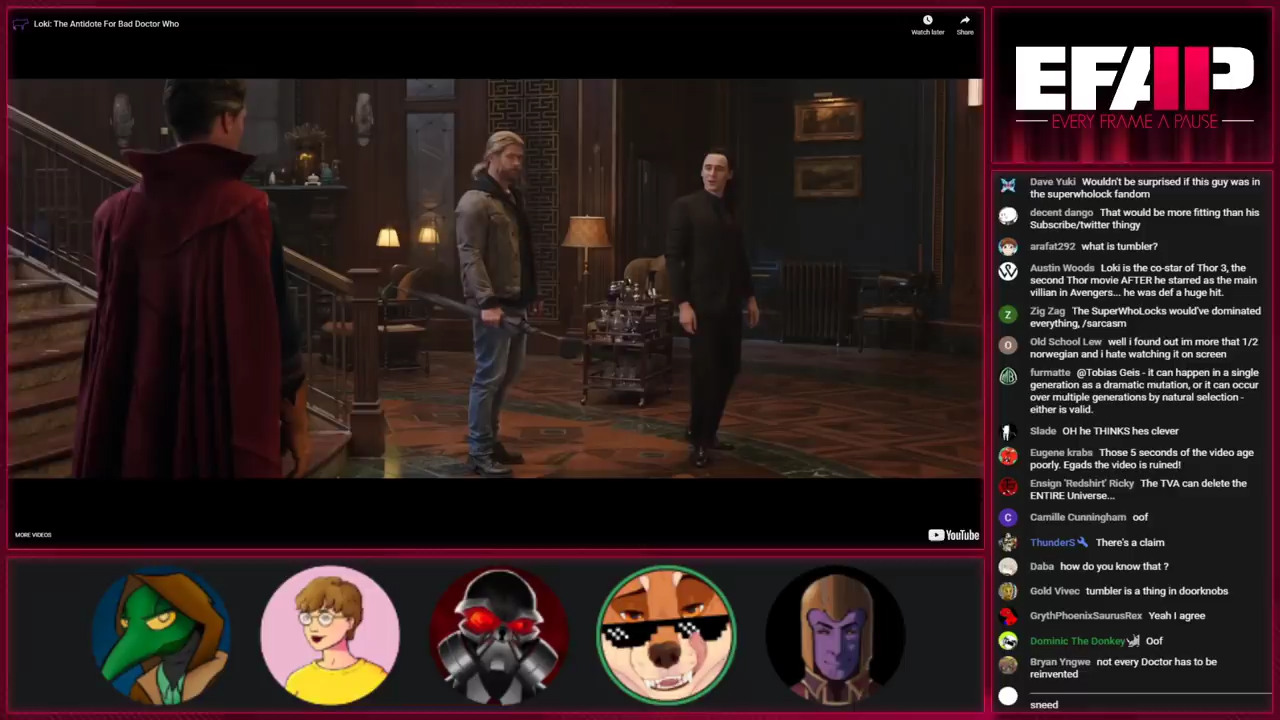 Loki: The Antidote For Bad Doctor Who
Watch later
Share
MORE VIDEOS
YouTube
EFAP
EVERY FRAME A PAUSE
Dave Yuki Wouldn't be surprised if this guy was in
the superwholock fandom
decent dango That would be more fitting than his
Subscribe/twitter thingy
arafat292 what is tumbler?
Austin Woods Loki is the co-star of Thor 3, the
second Thor movie AFTER he starred as the main
villian in Avengers... he was def a huge hit.
Z
Zig Zag The SuperWhoLocks would've dominated
everything, /sarcasm
O
Old School Lew well i found out im more that 1/2
norwegian and i hate watching it on screen
furmatte @Tobias Geis - it can happen in a single
generation as a dramatic mutation, or it can occur
over multiple generations by natural selection -
either is valid.
Slade OH he THINKS hes clever
Eugene krabs Those 5 seconds of the video age
poorly. Egads the video is ruined!
Ensign 'Redshirt' Ricky The TVA can delete the
ENTIRE Universe...
C
Camille Cunningham oof
ThunderS There's a claim
Daba how do you know that ?
Gold Vivec tumbler is a thing in doorknobs
GrythPhoenixSaurusRex Yeah I agree
Dominic The Donkey Oof
Bryan Yngwe not every Doctor has to be
reinvented
sneed